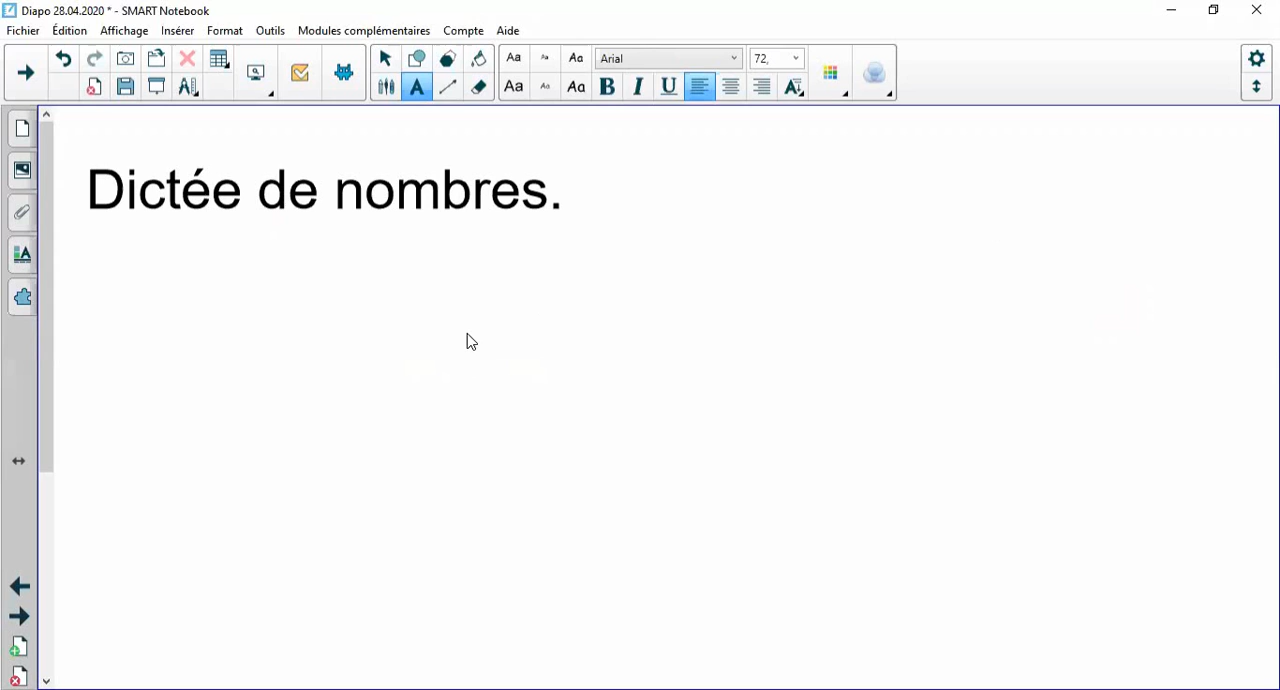 Diapo 28.04.2020 * - SMART Notebook
Fichier Édition Affichage Insérer Format Outils Modules complémentaires Compte Aide
Aa Aa Aa Arial 72,
A Aa Aa Aa B I U A
Dictée de nombres.